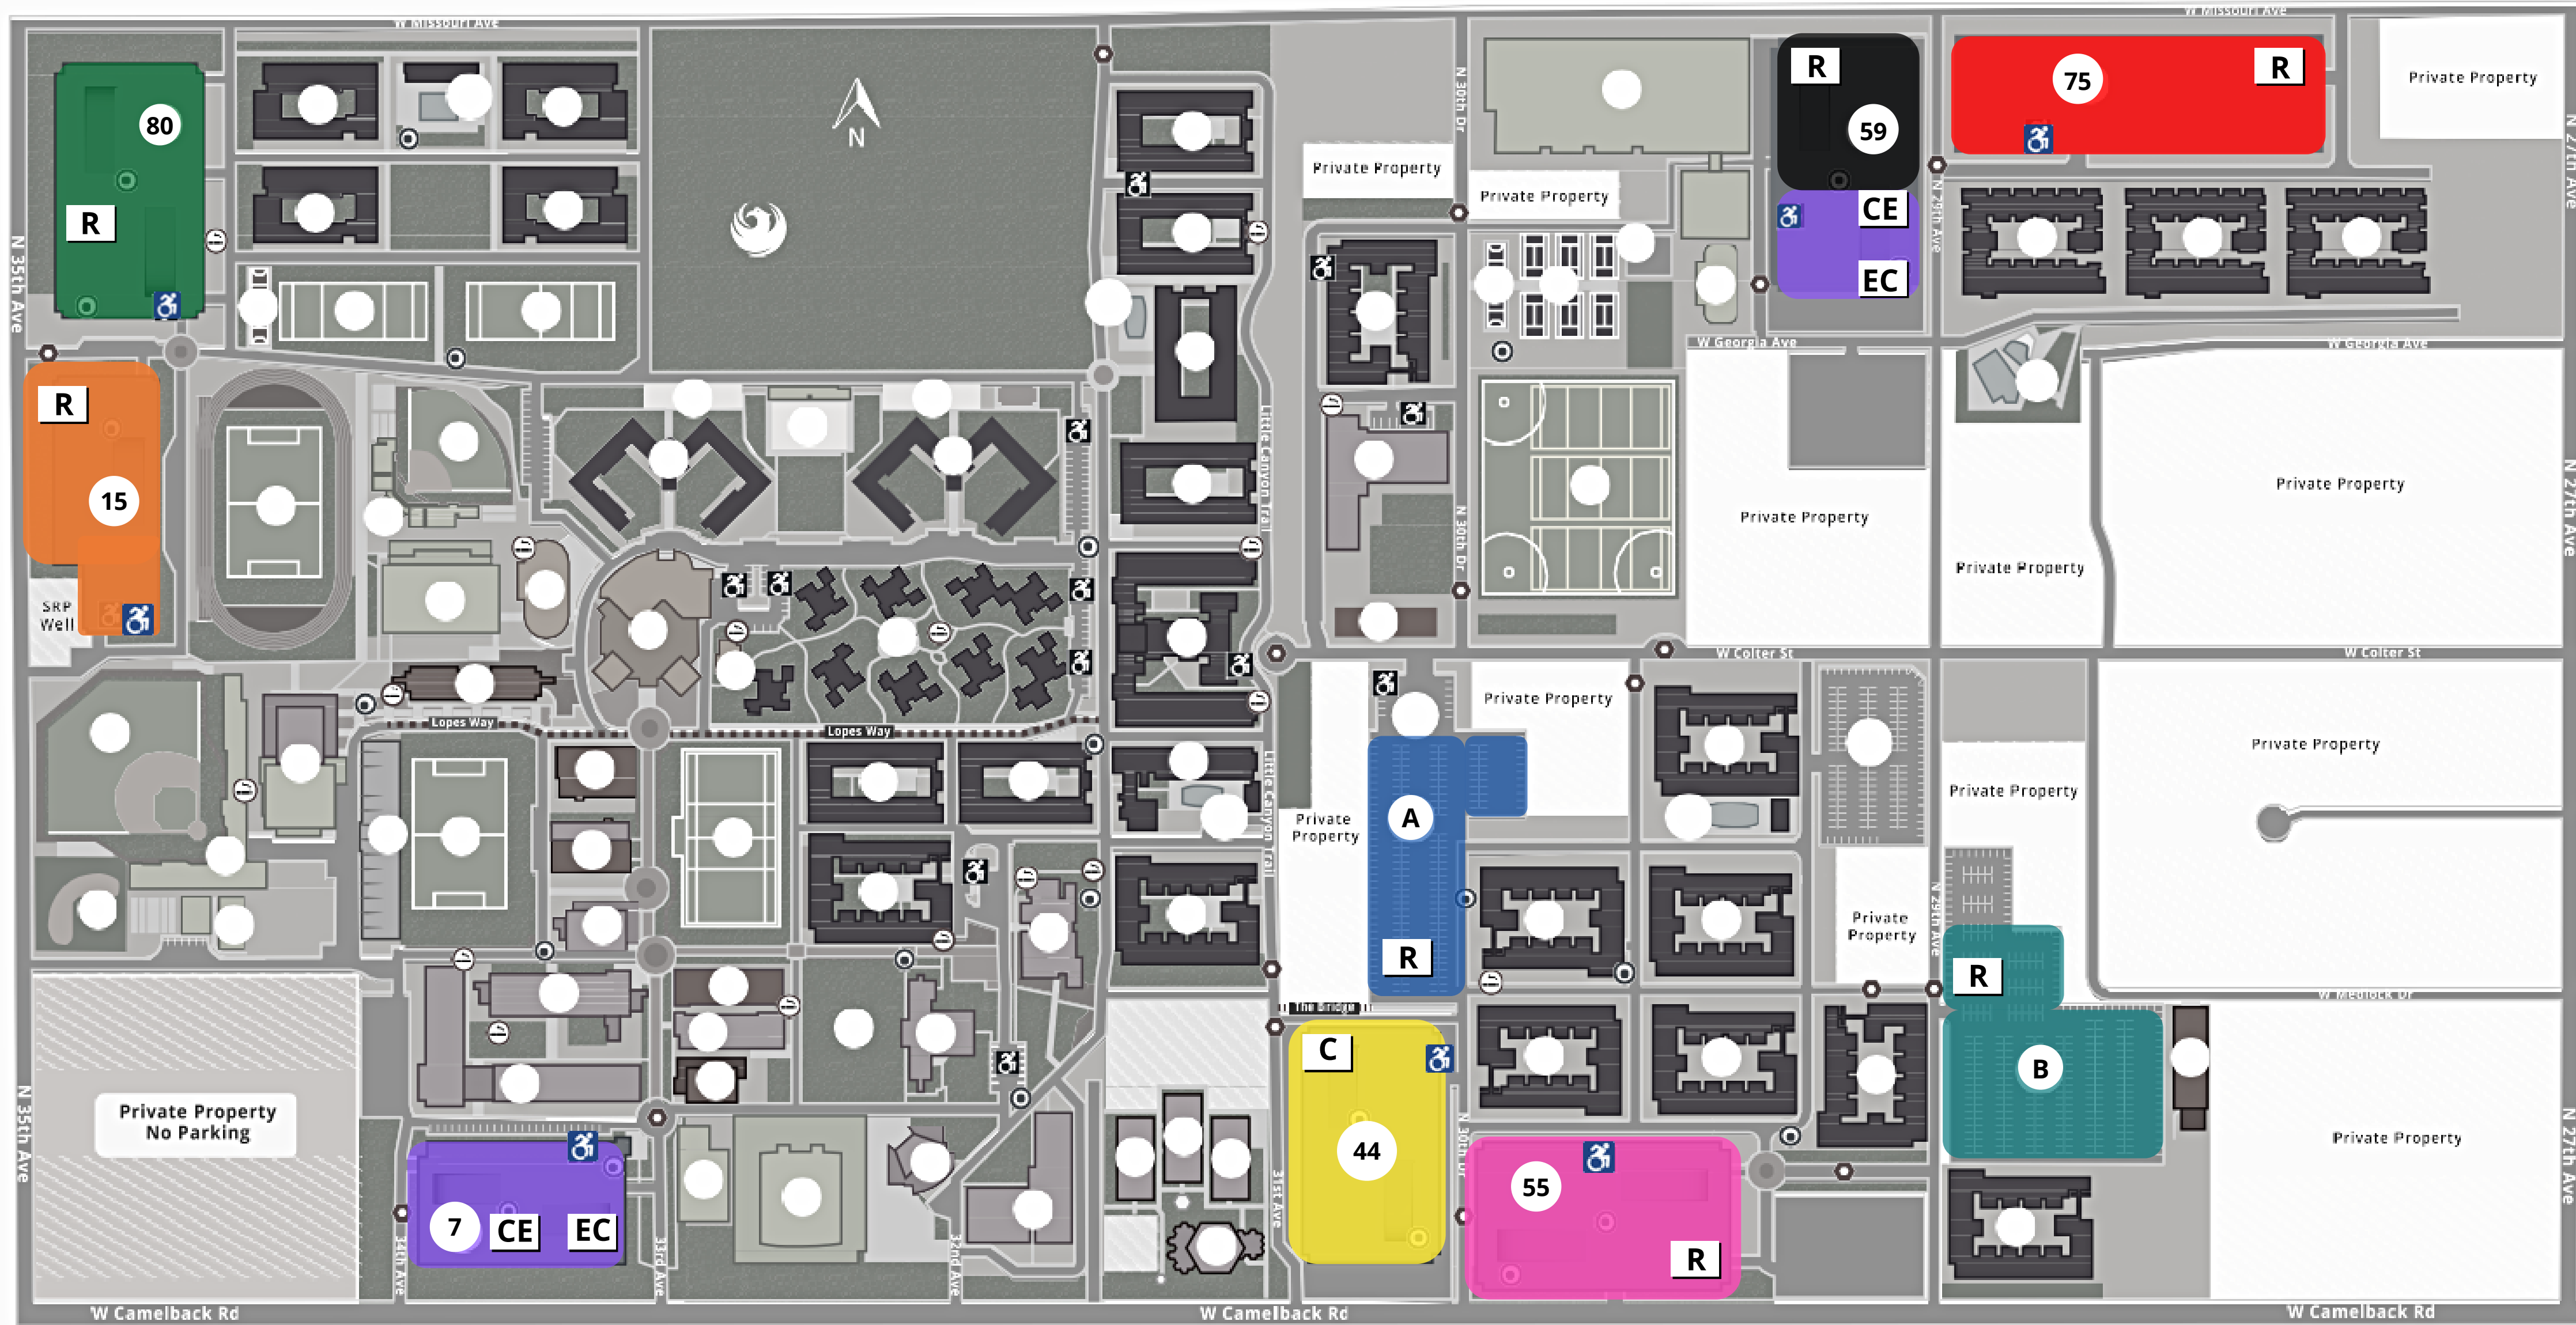 W Missouri Ave
W Missouri Ave
R
75
R
Private Property
80
59
N 30th Dr
N
Private Property
Private Property
CE
R
EC
N 27th Ave
N 29th Ave
N 35th Ave
W Georgia Ave
W Georgia Ave
R
15
Little Canyon Trail
Private Property
Private Property
N 27th Ave
N 30th Dr
Private Property
SRP
Well
W Colter St
W Colter St
Private Property
Lopes Way
Lopes Way
Private Property
Private Property
Little Canyon Trail
A
Private
Property
Private
Property
N 29th Ave
R
R
W Medlock Dr
The Bridge
C
B
Private Property
No Parking
N 35th Ave
44
N 30th Dr
Private Property
N 27th Ave
55
7
CE
EC
R
34th Ave
33rd Ave
32nd Ave
31st Ave
W Camelback Rd
W Camelback Rd
W Camelback Rd